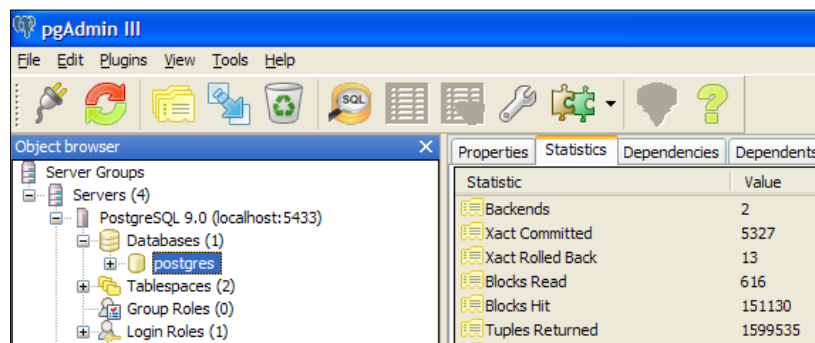 pgAdmin III
File Edit Plugins View Tools Help
SQL
Object browser
Server Groups
Servers (4)
PostgreSQL 9.0 (localhost:5433)
Databases (1)
postgres
Tablespaces (2)
Group Roles (0)
Login Roles (1)
Properties Statistics Dependencies Dependents
Statistic Value
Backends 2
Xact Committed 5327
Xact Rolled Back 13
Blocks Read 616
Blocks Hit 151130
Tuples Returned 1599535